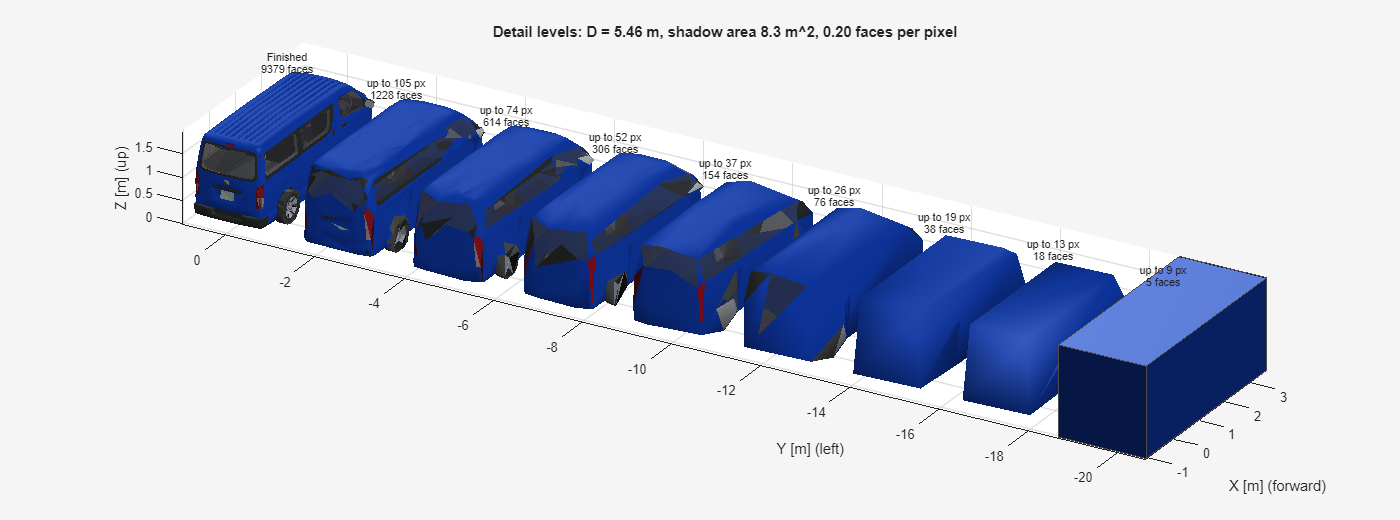 Detail levels: D = 5.46 m, shadow area 8.3 m^2, 0.20 faces per pixel
Finished
9379 faces
up to 105 px
1228 faces
up to 74 px
614 faces
up to 52 px
306 faces
up to 37 px
154 faces
up to 26 px
76 faces
up to 19 px
38 faces
up to 13 px
18 faces
up to 9 px
5 faces
Z [m] (up)
1.5
1
0.5
0
0
-2
-4
-6
-8
-10
-12
-14
-16
-18
-20
Y [m] (left)
3
2
1
0
-1
X [m] (forward)